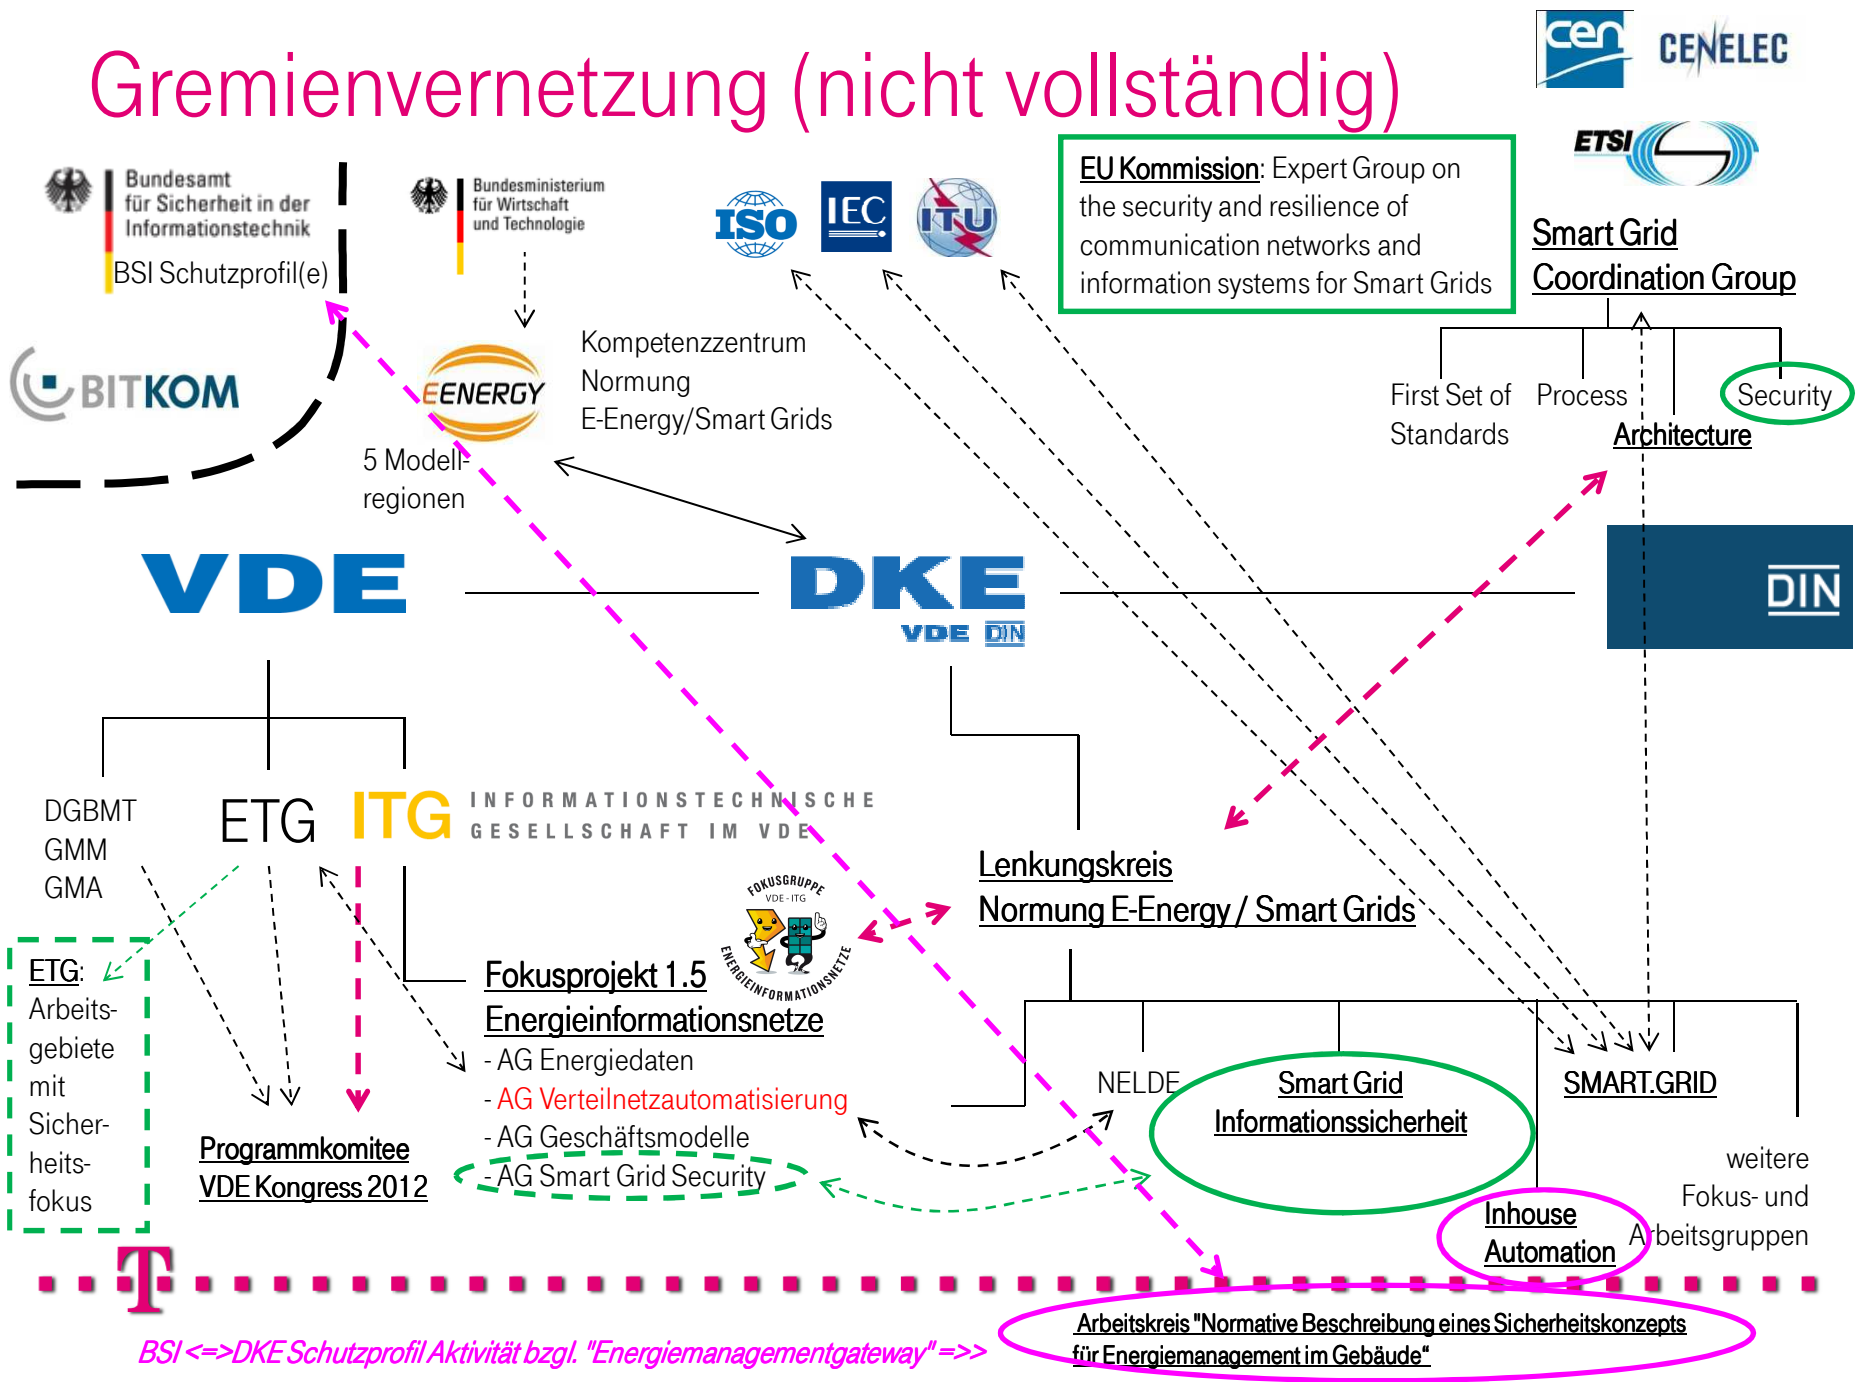 Gremienvernetzung (nicht vollständig)
cen
CENELEC
ETSI
Bundesamt
für Sicherheit in der
Informationstechnik
BSI Schutzprofil(e)
Bundesministerium
für Wirtschaft
und Technologie
ISO
IEC
ITU
EU Kommission: Expert Group on
the security and resilience of
communication networks and
information systems for Smart Grids
Smart Grid
Coordination Group
First Set of
Standards
Process
Architecture
Security
BITKOM
EENERGY
Kompetenzzentrum
Normung
E-Energy/Smart Grids
5 Modell-
regionen
VDE
DKE
VDE DIN
DIN
DGBMT
GMM
GMA
ETG
ITG
INFORMATIONSTECHNISCHE
GESELLSCHAFT IM VDE
Lenkungskreis
Normung E-Energy / Smart Grids
FOKUSGRUPPE
VDE-ITG
ENERGIEINFORMATIONSNETZE
ETG:
Arbeits-
gebiete
mit
Sicher-
heits-
fokus
Programmkomitee
VDE Kongress 2012
Fokusprojekt 1.5
Energieinformationsnetze
- AG Energiedaten
- AG Verteilnetzautomatisierung
- AG Geschäftsmodelle
- AG Smart Grid Security
NELDE
Smart Grid
Informationssicherheit
SMART.GRID
Inhouse
Automation
weitere
Fokus- und
Arbeitsgruppen
T
BSI <=>DKE Schutzprofil Aktivität bzgl. "Energiemanagementgateway" =>>
Arbeitskreis "Normative Beschreibung eines Sicherheitskonzepts
für Energiemanagement im Gebäude“